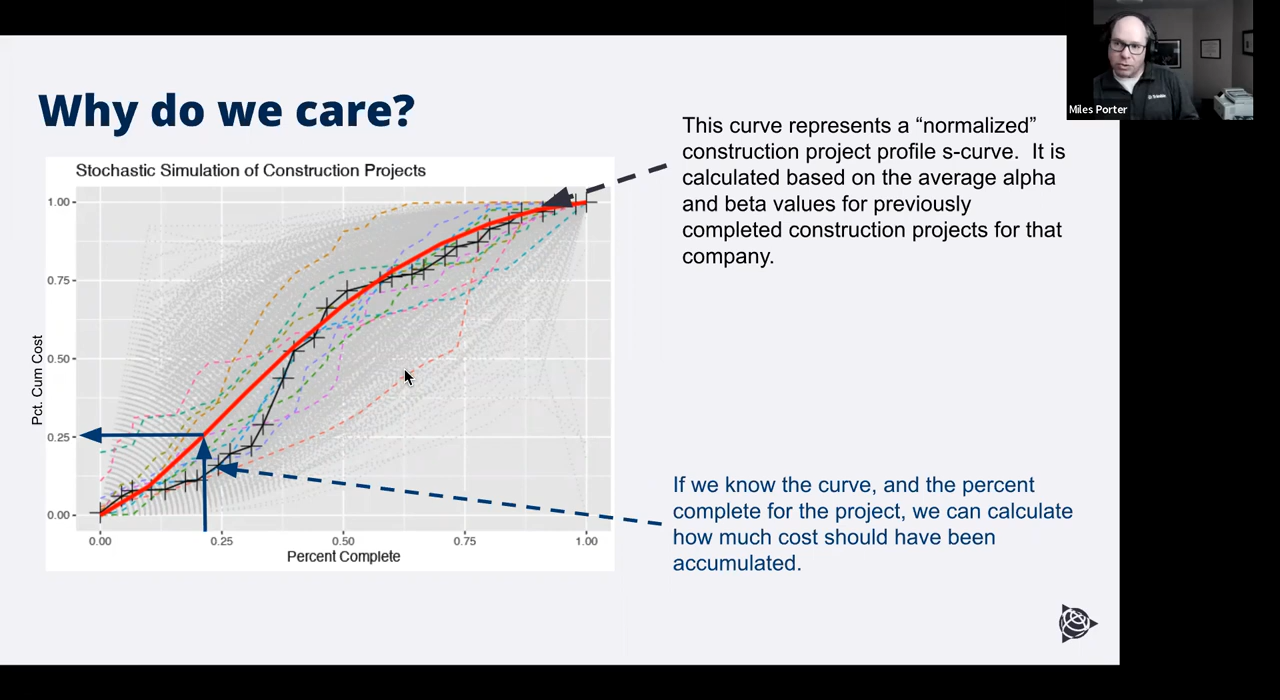 Why do we care?
Stochastic Simulation of Construction Projects
1.00
0.75
0.50
0.25
0.00
Pct. Cum Cost
0.00
0.25
0.50
0.75
1.00
Percent Complete
This curve represents a “normalized”
construction project profile s-curve.  It is
calculated based on the average alpha
and beta values for previously
completed construction projects for that
company.
If we know the curve, and the percent
complete for the project, we can calculate
how much cost should have been
accumulated.
Miles Porter
Trimble